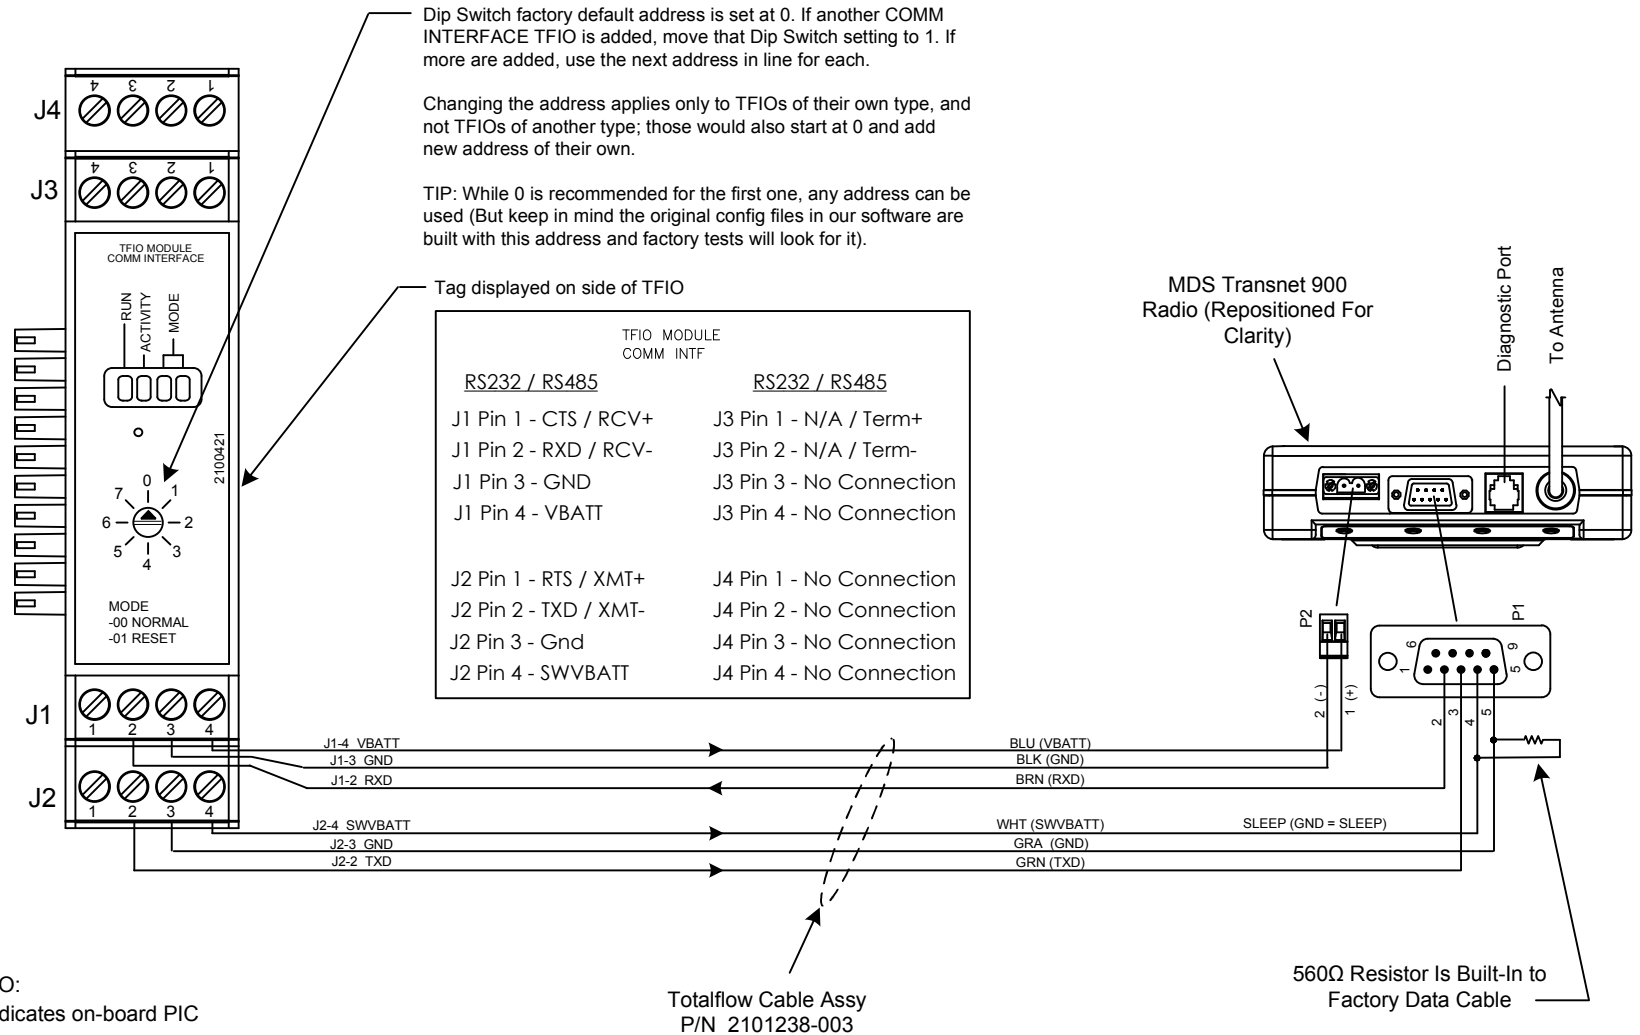 Dip Switch factory default address is set at 0. If another COMM
INTERFACE TFIO is added, move that Dip Switch setting to 1. If
more are added, use the next address in line for each.
Changing the address applies only to TFIOs of their own type, and
not TFIOs of another type; those would also start at 0 and add
new address of their own.
TIP: While 0 is recommended for the first one, any address can be
used (But keep in mind the original config files in our software are
built with this address and factory tests will look for it).
Tag displayed on side of TFIO
J4
4 3 2 1
J3
4 3 2 1
TFIO MODULE
COMM INTERFACE
RUN
ACTIVITY
MODE
2100421
0
1
2
3
4
5
6
7
MODE
-00 NORMAL
-01 RESET
J1
1 2 3 4
J2
1 2 3 4
TFIO MODULE
COMM INTF
RS232 / RS485
J1 Pin 1 - CTS / RCV+
J1 Pin 2 - RXD / RCV-
J1 Pin 3 - GND
J1 Pin 4 - VBATT
J2 Pin 1 - RTS / XMT+
J2 Pin 2 - TXD / XMT-
J2 Pin 3 - Gnd
J2 Pin 4 - SWVBATT
RS232 / RS485
J3 Pin 1 - N/A / Term+
J3 Pin 2 - N/A / Term-
J3 Pin 3 - No Connection
J3 Pin 4 - No Connection
J4 Pin 1 - No Connection
J4 Pin 2 - No Connection
J4 Pin 3 - No Connection
J4 Pin 4 - No Connection
MDS Transnet 900
Radio (Repositioned For
Clarity)
Diagnostic Port
To Antenna
P2
2 (-)
1 (+)
P1
6
9
1
5
2
3
4
5
J1-4 VBATT
BLU (VBATT)
J1-3 GND
BLK (GND)
J1-2 RXD
BRN (RXD)
J2-4 SWVBATT
WHT (SWVBATT)
SLEEP (GND = SLEEP)
J2-3 GND
GRA (GND)
J2-2 TXD
GRN (TXD)
Totalflow Cable Assy
P/N 2101238-003
560Ω Resistor Is Built-In to
Factory Data Cable
O:
dicates on-board PIC